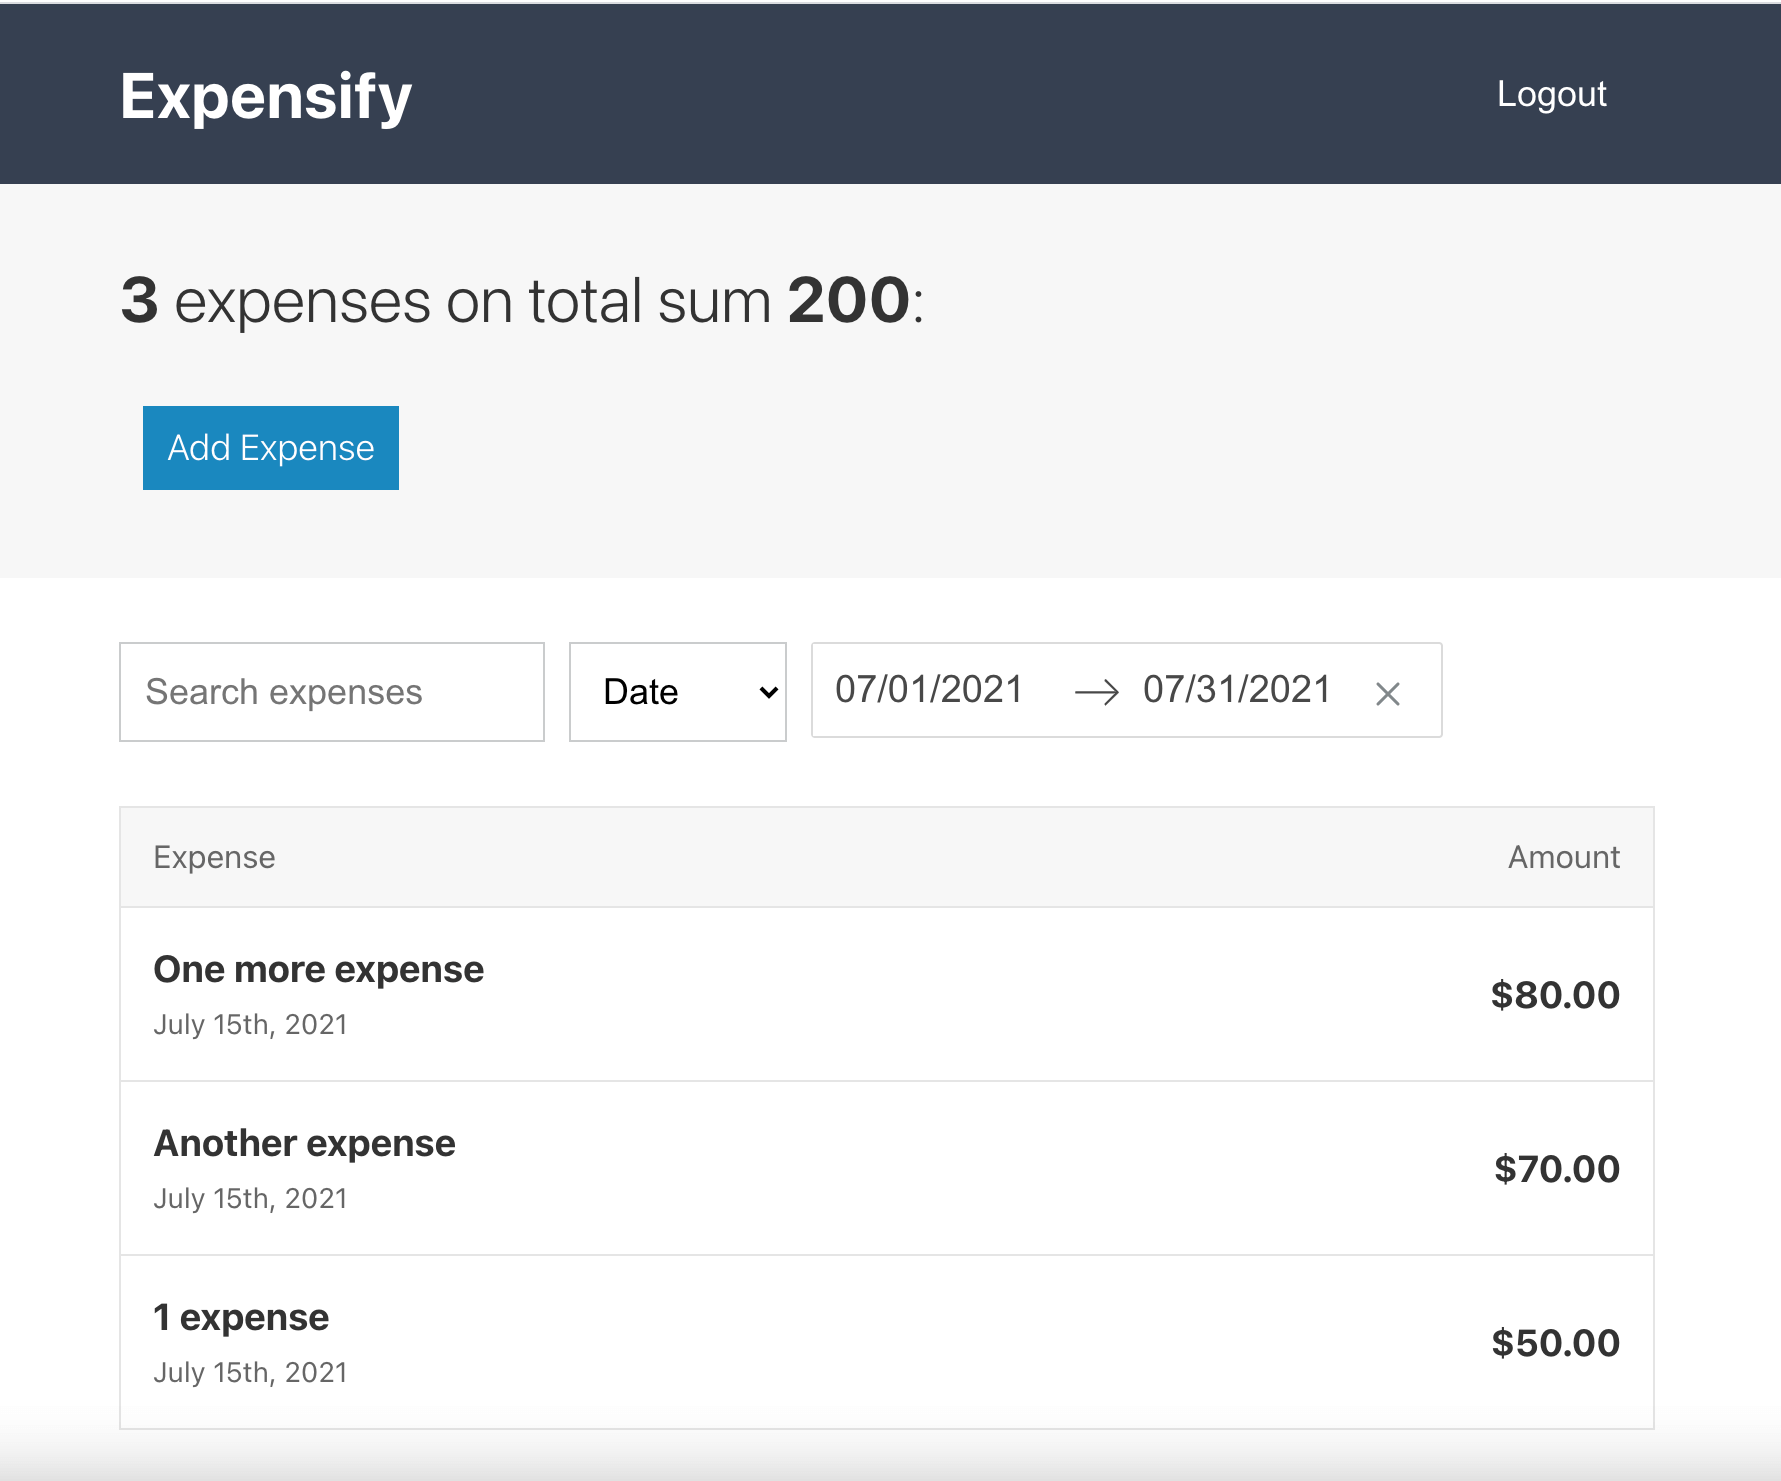 Expensify
Logout
3 expenses on total sum 200:
Add Expense
Search expenses
Date
07/01/2021 → 07/31/2021
Expense
Amount
One more expense
$80.00
July 15th, 2021
Another expense
$70.00
July 15th, 2021
1 expense
$50.00
July 15th, 2021